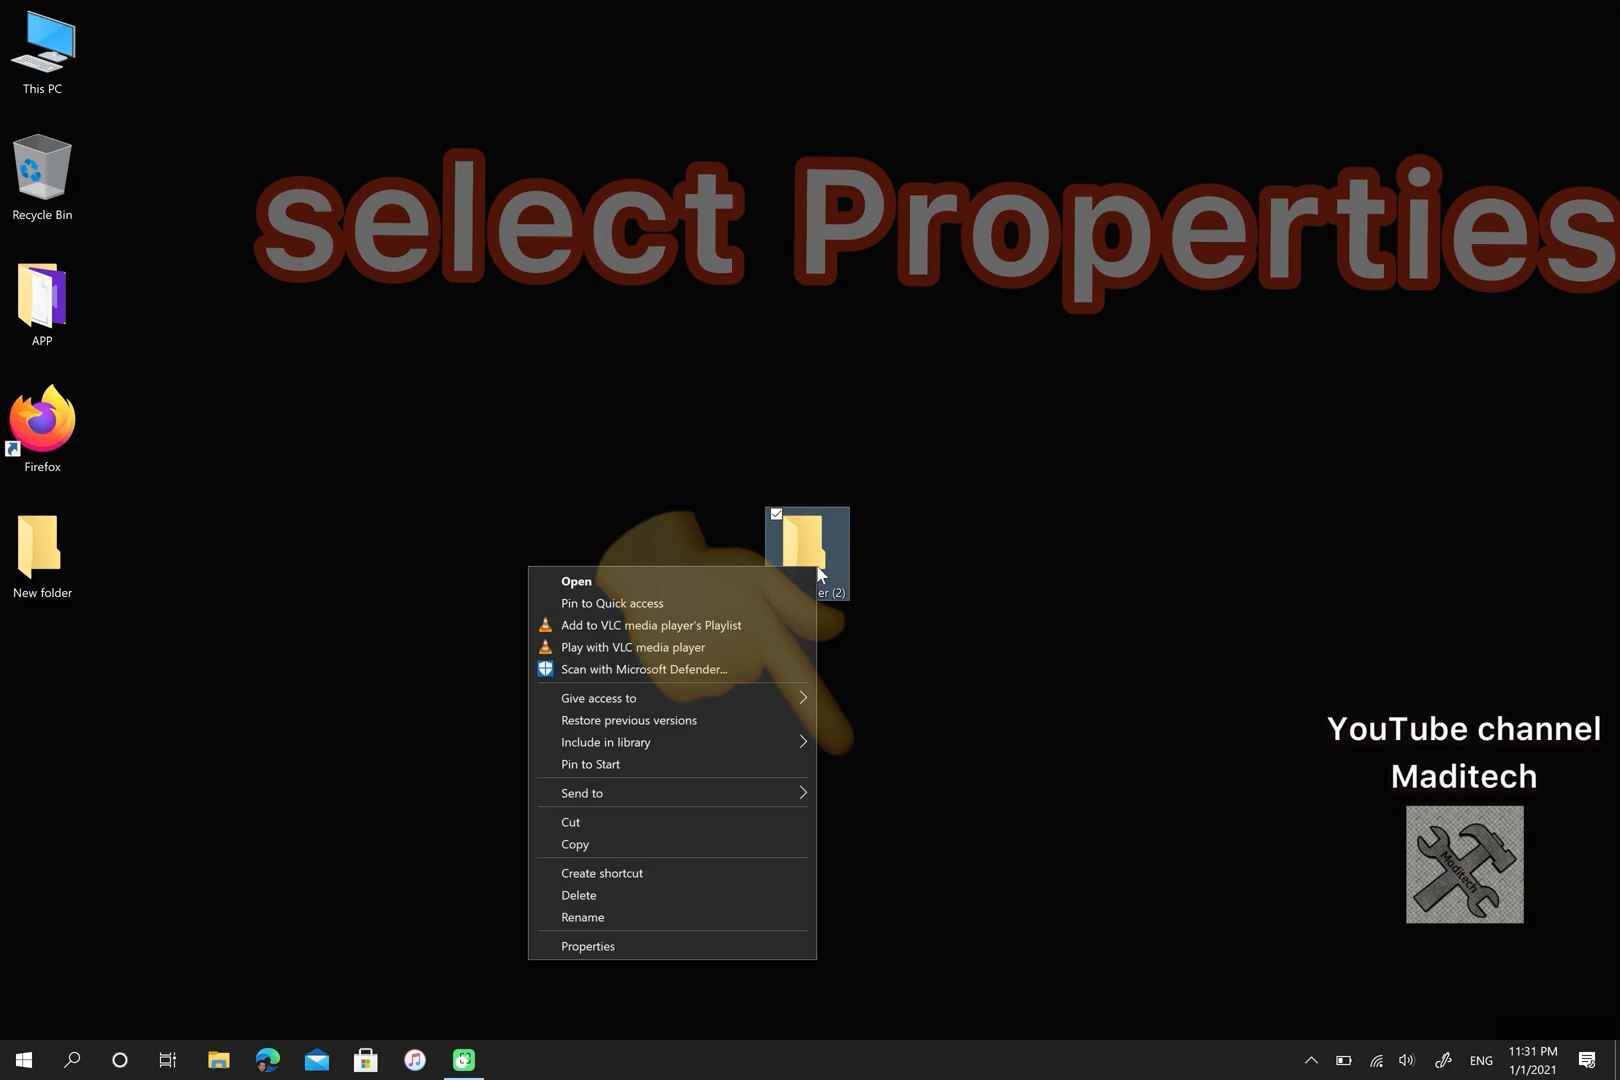 This PC
Recycle Bin
APP
Firefox
New folder
select Properties
er (2)
Open
Pin to Quick access
Add to VLC media player's Playlist
Play with VLC media player
Scan with Microsoft Defender...
Give access to
Restore previous versions
Include in library
Pin to Start
Send to
Cut
Copy
Create shortcut
Delete
Rename
Properties
YouTube channel
Maditech
Maditech
ENG
11:31 PM
1/1/2021